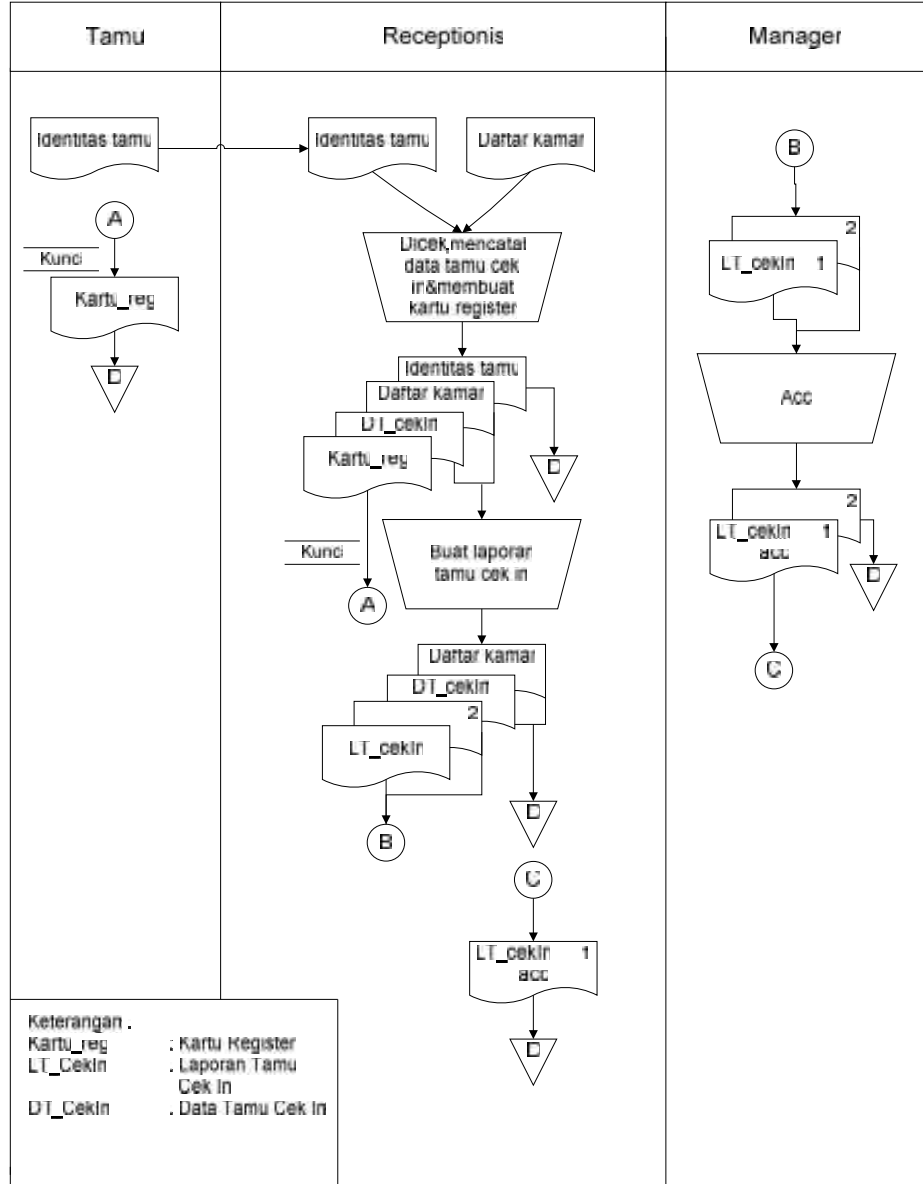 Tamu
Receptionis
Manager
Identitas tamu
Identitas tamu
Daftar kamar
B
A
Kunci
Kartu_reg
D
Dicek,mencatat
data tamu cek
in&membuat
kartu register
2
LT_cekin 1
Acc
Identitas tamu
Daftar kamar
DT_cekin
Kartu_reg
D
Kunci
A
Buat laporan
tamu cek in
2
LT_cekin 1
acc
D
C
Daftar kamar
DT_cekin
2
LT_cekin
D
B
C
LT_cekin 1
acc
D
Keterangan :
Kartu_reg : Kartu Register
LT_CekIn : Laporan Tamu
Cek In
DT_CekIn : Data Tamu Cek In